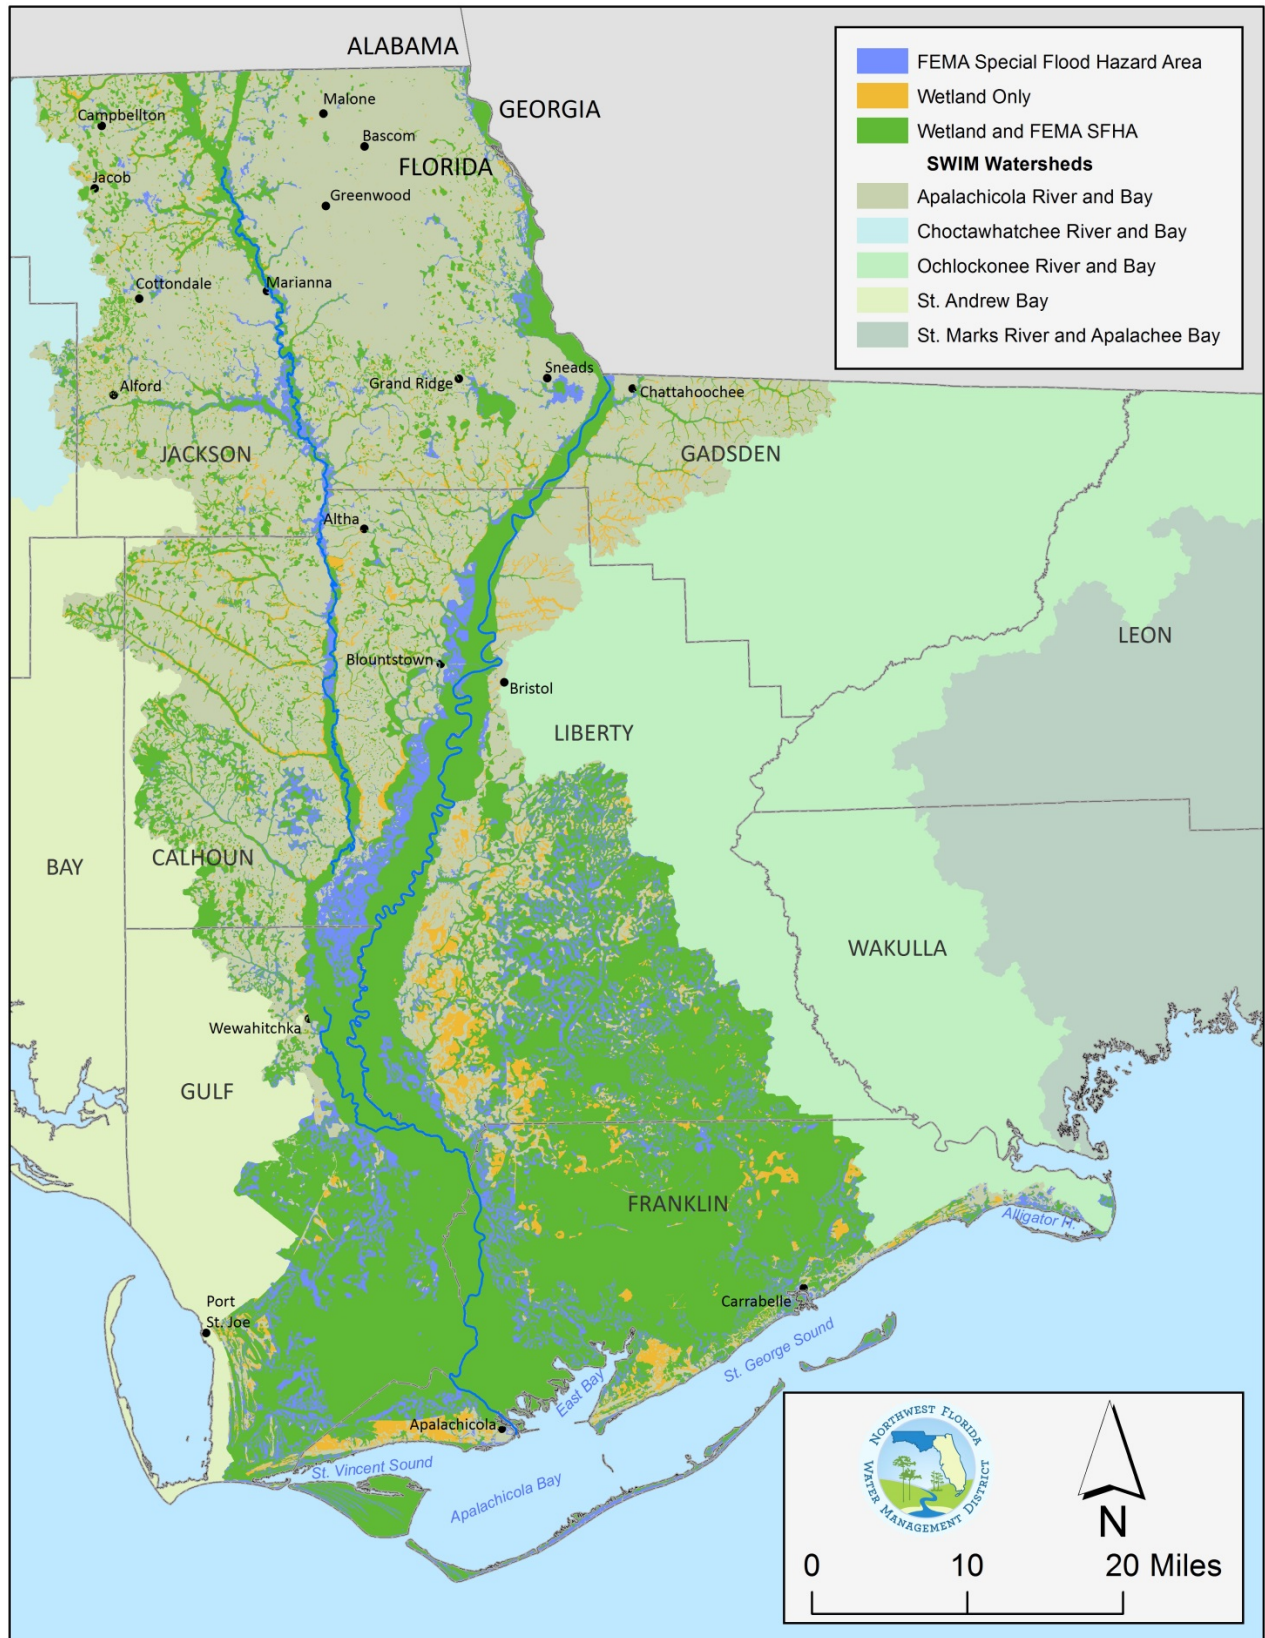 ALABAMA
GEORGIA
FLORIDA
FEMA Special Flood Hazard Area
Wetland Only
Wetland and FEMA SFHA
SWIM Watersheds
Apalachicola River and Bay
Choctawhatchee River and Bay
Ochlockonee River and Bay
St. Andrew Bay
St. Marks River and Apalachee Bay
Malone
Campbellton
Bascom
Jacob
Greenwood
Cottondale
Marianna
Alford
Grand Ridge
Sneads
Chattahoochee
JACKSON
GADSDEN
Altha
LEON
Blountstown
Bristol
LIBERTY
BAY
CALHOUN
WAKULLA
Wewahitchka
GULF
FRANKLIN
Alligator H.
Port
St. Joe
Carrabelle
St. George Sound
East Bay
Apalachicola
St. Vincent Sound
Apalachicola Bay
NORTHWEST FLORIDA
WATER MANAGEMENT DISTRICT
N
0 10 20 Miles